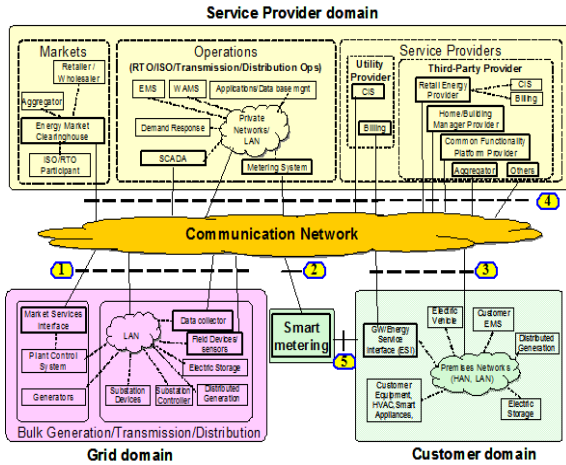 Service Provider domain
Markets
Retailer /
Wholesaler
Aggregator
Energy Market
Clearinghouse
ISO/RTO
Participant
Operations
(RTO/ISO/Transmission/Distribution Ops)
EMS
WAMS
Applications/Data base mgnt
Demand Response
Private
Networks/
LAN
SCADA
Metering System
Service Providers
Utility
Provider
CIS
Billing
Third-Party Provider
Retail Energy
Provider
CIS
Billing
Home/Building
Manager Provider
Common Functionality
Platform Provider
Aggregator
Others
4
Communication Network
1
2
3
Market Services
Interface
Plant Control
System
Generators
LAN
Data collector
Field Devices/
sensors
Electric Storage
Substation
Devices
Substation
Controller
Distributed
Generation
Bulk Generation/Transmission/Distribution
Grid domain
Smart
metering
5
GW/Energy
Service
Interface (ESI)
Electric
Vehicle
Customer
EMS
Distributed
Generation
Premises Networks
(HAN, LAN)
Customer
Equipment,
HVAC, Smart
Appliances,
Electric
Storage
Customer domain